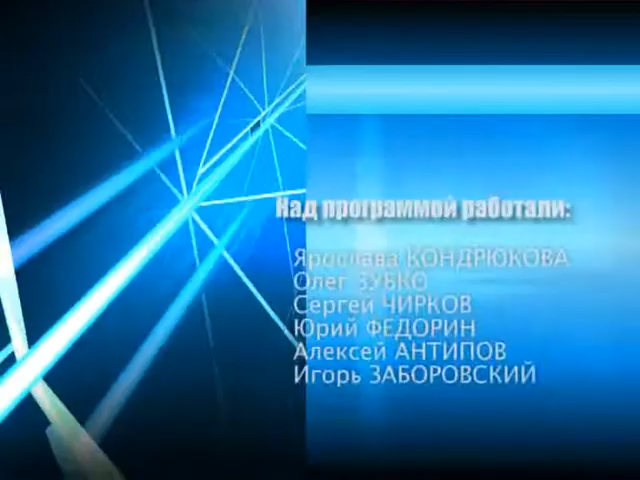 Над программой работали:
Ярослава КОНДРЮКОВА
Олег ЗУБКО
Сергей ЧИРКОВ
Юрий ФЕДОРИН
Алексей АНТИПОВ
Игорь ЗАБОРОВСКИЙ